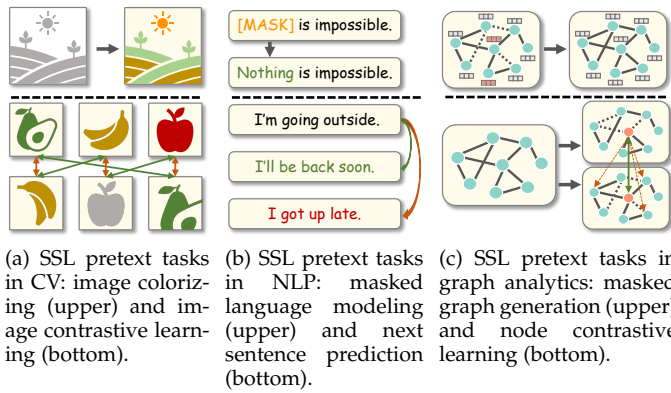 [MASK] is impossible.
Nothing is impossible.
I'm going outside.
I'll be back soon.
I got up late.
(a) SSL pretext tasks
in CV: image coloriz-
ing (upper) and im-
age contrastive learn-
ing (bottom).
(b) SSL pretext tasks
in NLP: masked
language modeling
(upper) and next
sentence prediction
(bottom).
(c) SSL pretext tasks in
graph analytics: masked
graph generation (upper)
and node contrastive
learning (bottom).